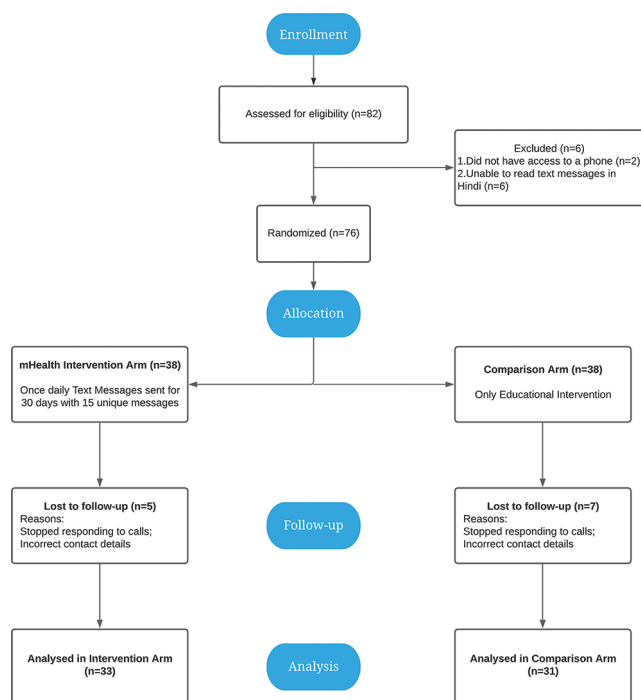 Enrollment
Assessed for eligibility (n=82)
Excluded (n=6)
1.Did not have access to a phone (n=2)
2.Unable to read text messages in
Hindi (n=6)
Randomized (n=76)
Allocation
mHealth Intervention Arm (n=38)
Once daily Text Messages sent for
30 days with 15 unique messages
Comparison Arm (n=38)
Only Educational Intervention
Lost to follow-up (n=5)
Reasons:
Stopped responding to calls;
Incorrect contact details
Follow-up
Lost to follow-up (n=7)
Reasons:
Stopped responding to calls;
Incorrect contact details
Analysed in Intervention Arm
(n=33)
Analysis
Analysed in Comparison Arm
(n=31)